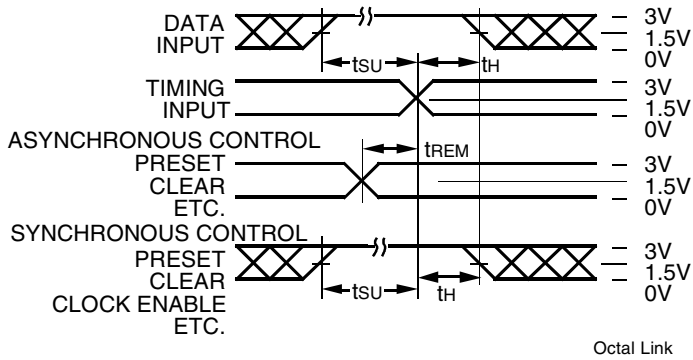 DATA INPUT
3V
1.5V
0V
tSU
tH
TIMING INPUT
3V
1.5V
0V
ASYNCHRONOUS CONTROL
tREM
PRESET
CLEAR
ETC.
3V
1.5V
0V
SYNCHRONOUS CONTROL
PRESET
CLEAR
CLOCK ENABLE
ETC.
3V
1.5V
0V
tSU
tH
Octal Link